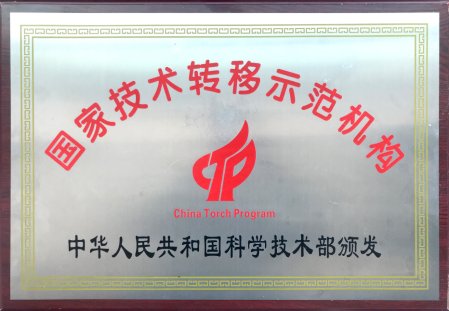 国家技术转移示范机构
CTP
China Torch Program
中华人民共和国科学技术部颁发